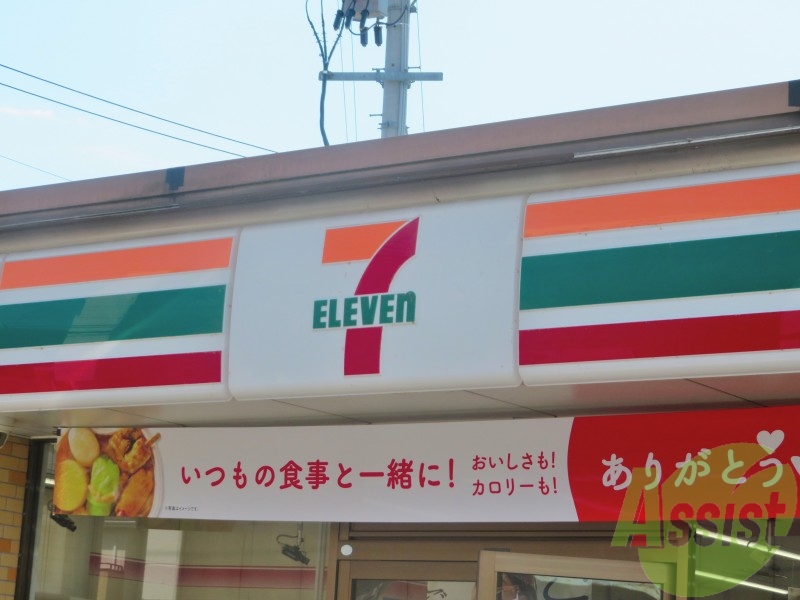 7
ELEVEn
いつもの食事と一緒に!
おいしさも!
カロリーも!
ありがとう
Assist